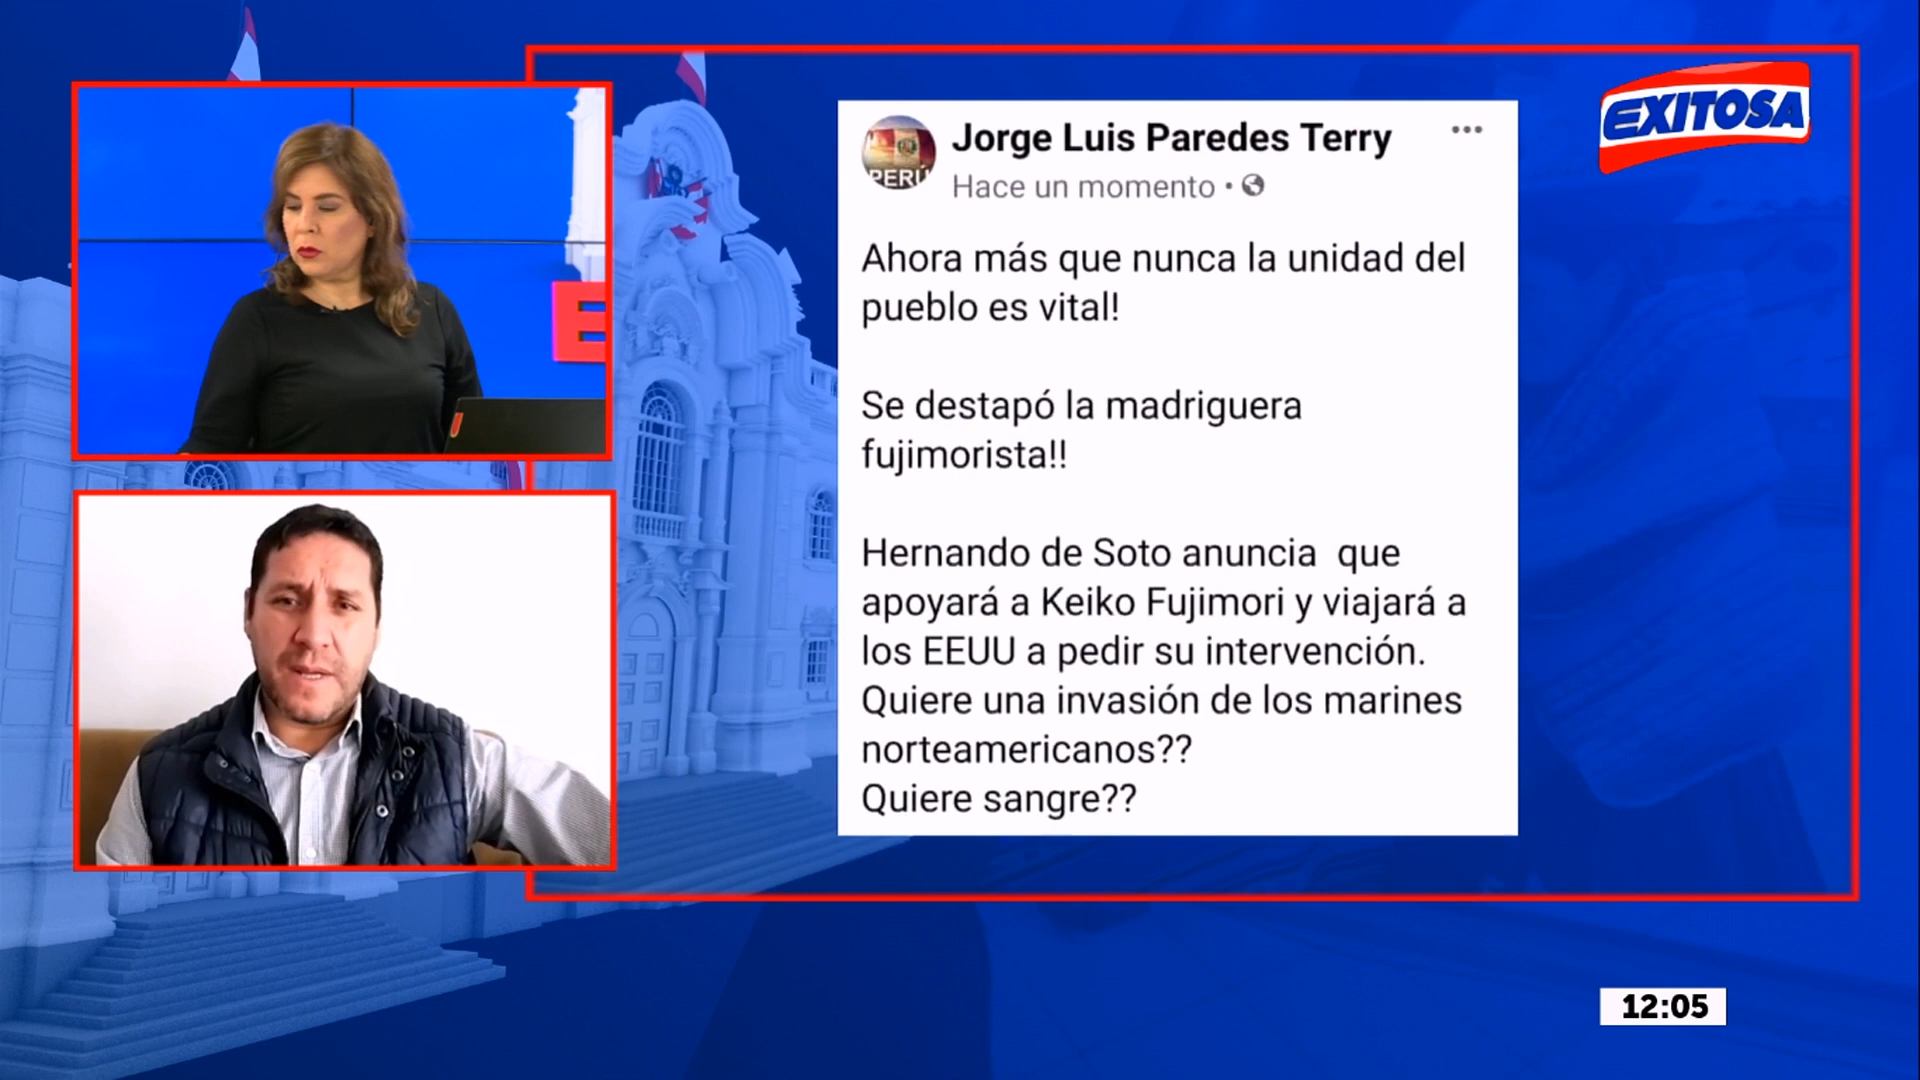 EXITOSA
E
Jorge Luis Paredes Terry
PERÚ
Hace un momento •
Ahora más que nunca la unidad del
pueblo es vital!
Se destapó la madriguera
fujimorista!!
Hernando de Soto anuncia  que
apoyará a Keiko Fujimori y viajará a
los EEUU a pedir su intervención.
Quiere una invasión de los marines
norteamericanos??
Quiere sangre??
12:05